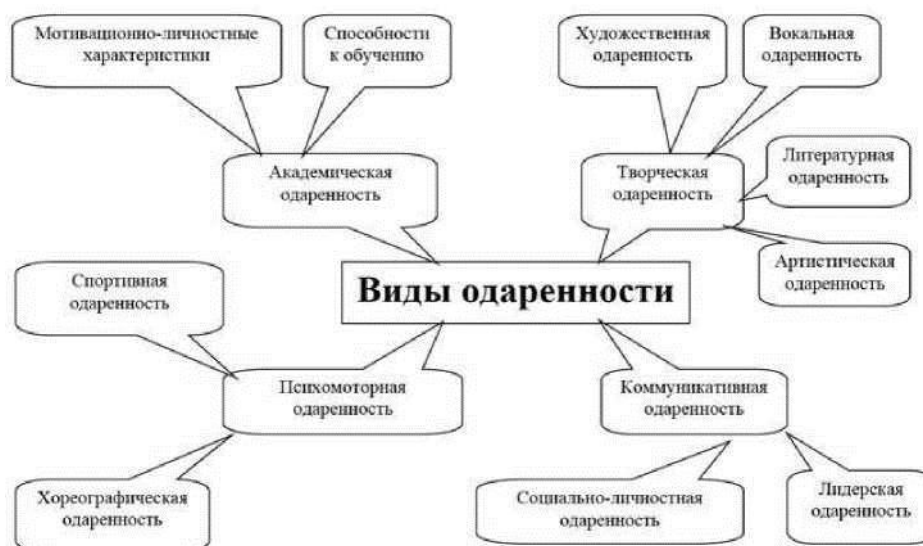 Мотивационно-личностные
характеристики
Способности
к обучению
Художественная
одаренность
Вокальная
одаренность
Академическая
одаренность
Творческая
одаренность
Литературная
одаренность
Артистическая
одаренность
Виды одаренности
Спортивная
одаренность
Психомоторная
одаренность
Коммуникативная
одаренность
Хореографическая
одаренность
Социально-личностная
одаренность
Лидерская
одаренность